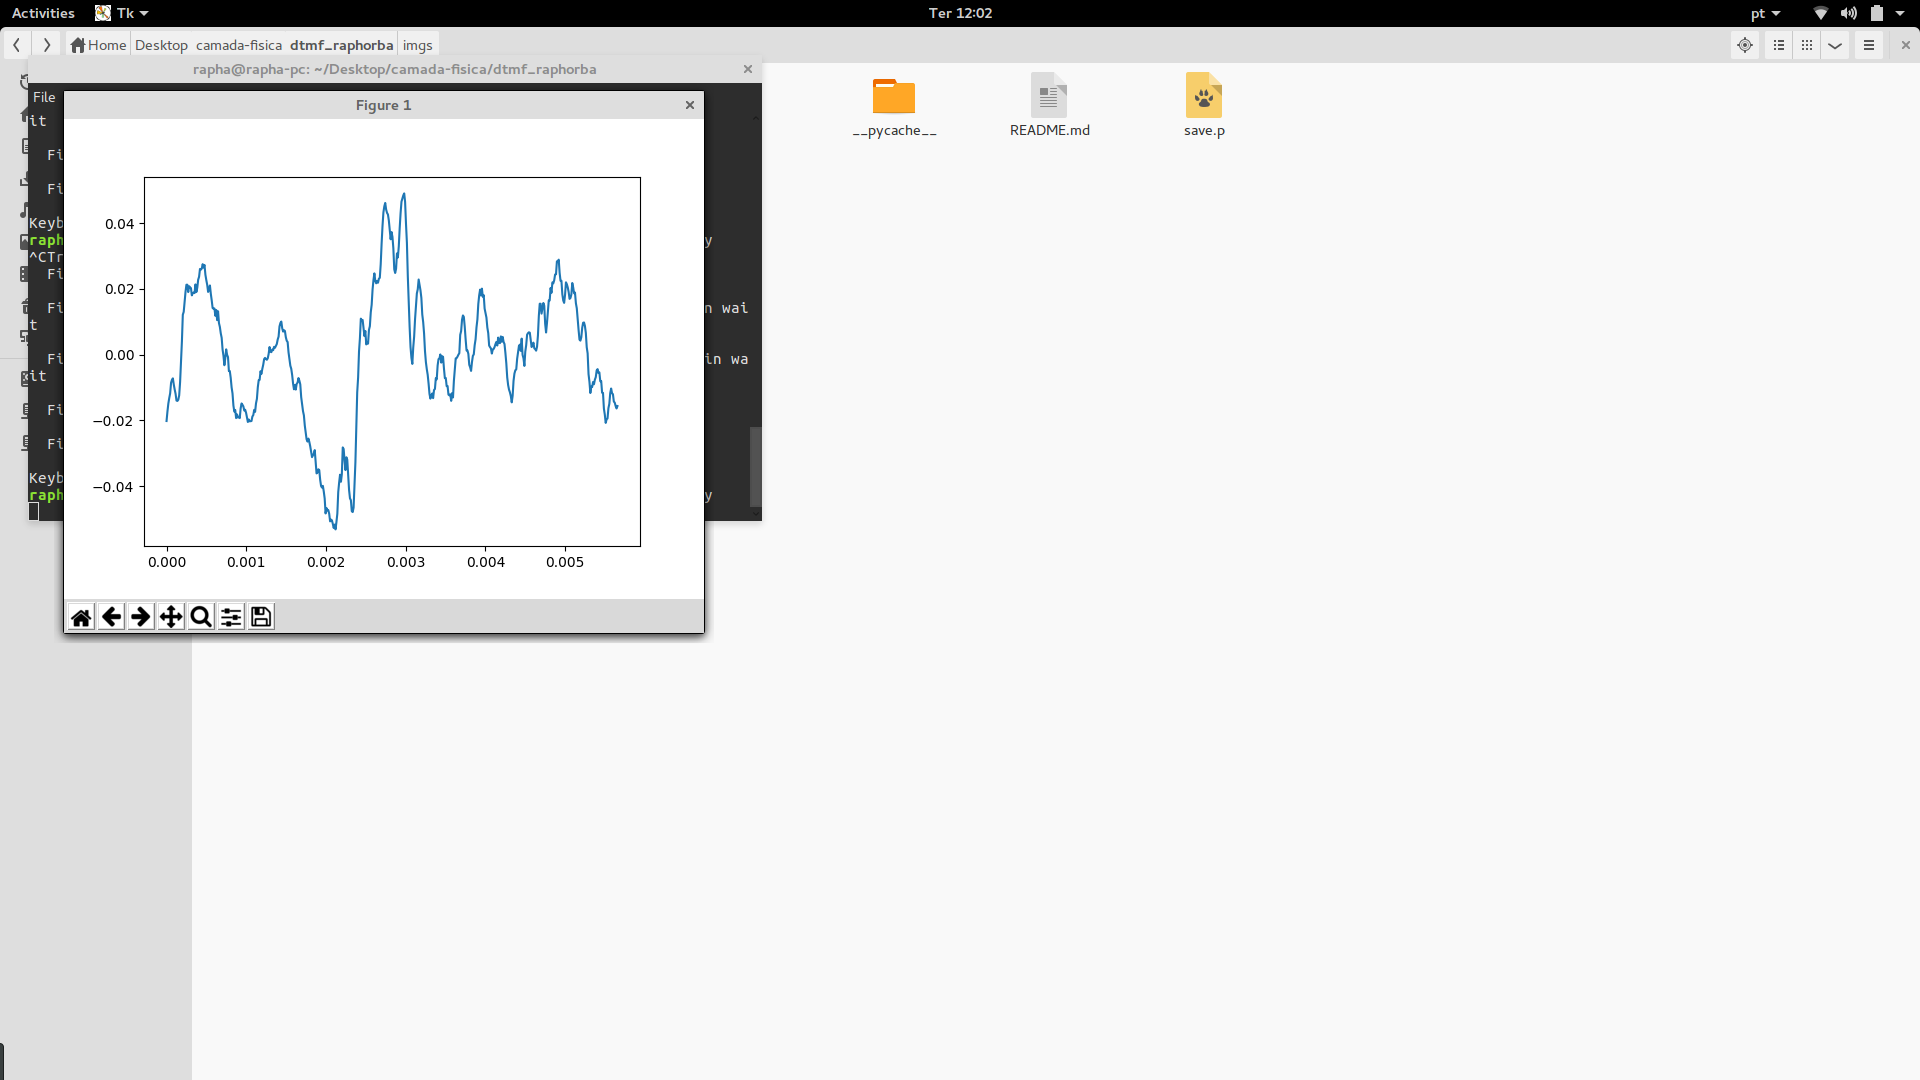 Activities Tk Ter 12:02 pt
Home Desktop camada-fisica dtmf_raphorba imgs
rapha@rapha-pc: ~/Desktop/camada-fisica/dtmf_raphorba
File
Figure 1
it
Fi
Fi
Keyb
raph y
^CTr
Fi
Fi n wai
t
Fi in wa
it
Fi
Fi
Keyb
raph y
0.04
0.02
0.00
−0.02
−0.04
0.000 0.001 0.002 0.003 0.004 0.005
__pycache__ README.md save.p